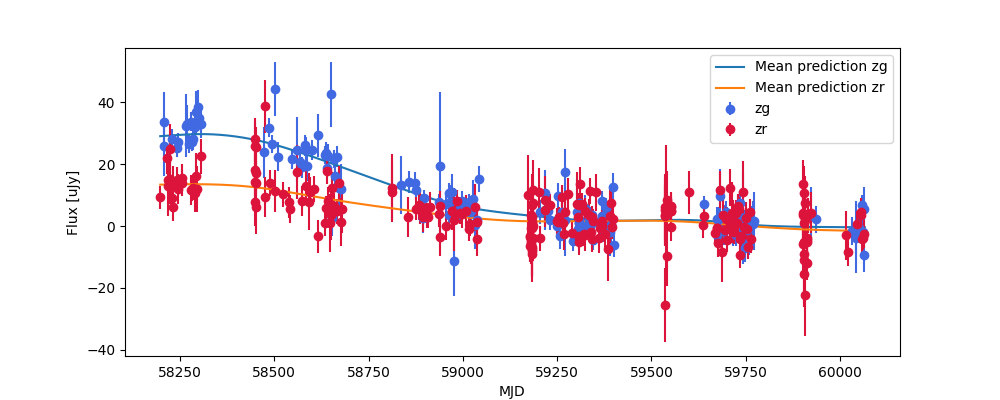 Mean prediction zg
Mean prediction zr
zg
zr
Flux [uJy]
40
20
0
−20
−40
58250
58500
58750
59000
59250
59500
59750
60000
MJD